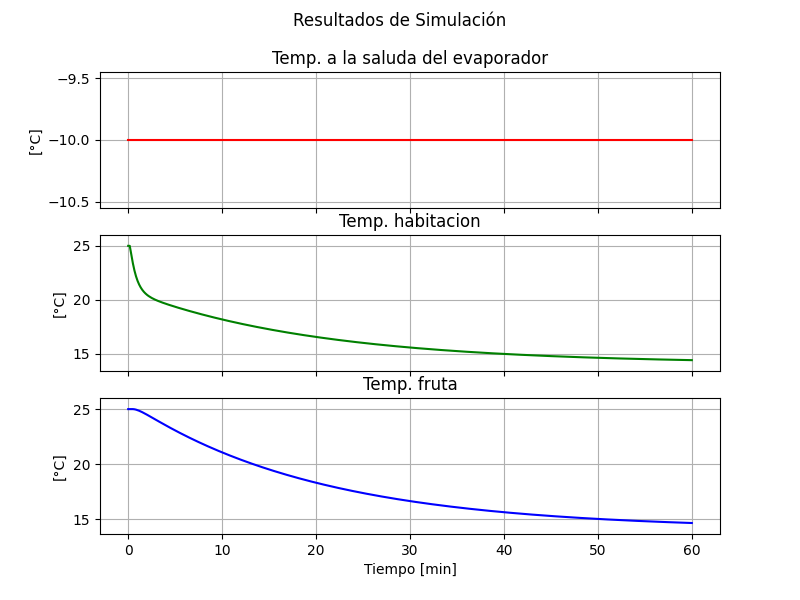 Resultados de Simulación
Temp. a la saluda del evaporador
−9.5
−10.0
−10.5
[°C]
Temp. habitacion
25
20
15
[°C]
Temp. fruta
25
20
15
[°C]
0 10 20 30 40 50 60
Tiempo [min]